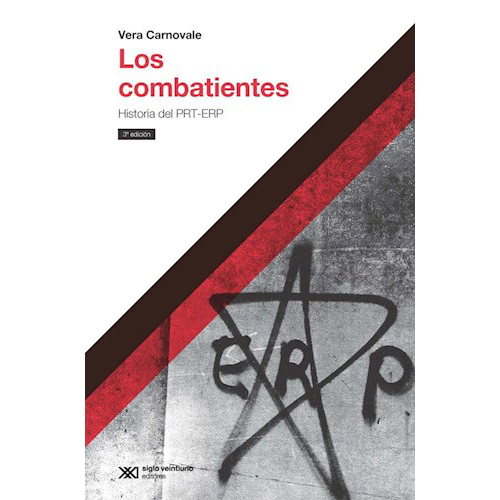 Vera Carnovale
Los
combatientes
Historia del PRT-ERP
3ª edición
ERP
siglo veintiuno
editores